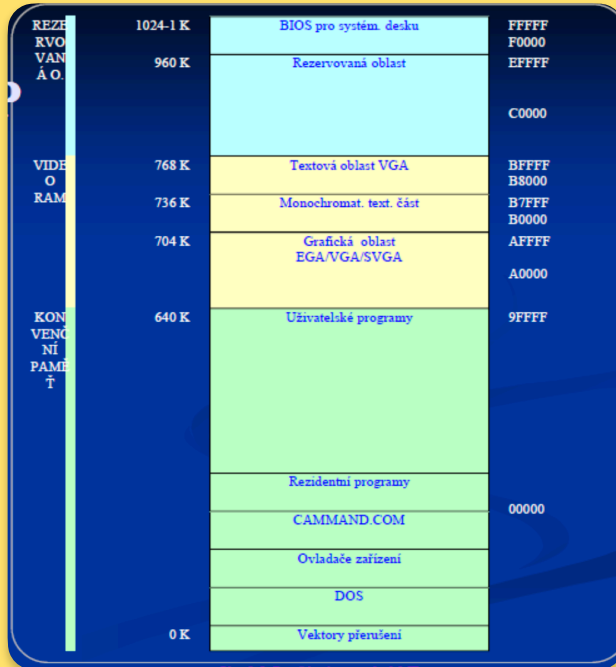 REZE
RVO
VAN
Á O.
1024-1 K
BIOS pro systém. desku
FFFFF
F0000
960 K
Rezervovaná oblast
EFFFF
C0000
VIDE
O
RAM
768 K
Textová oblast VGA
BFFFF
B8000
736 K
Monochromat. text. část
B7FFF
B0000
704 K
Grafická oblast
EGA/VGA/SVGA
AFFFF
A0000
KON
VENČ
NÍ
PAMĚ
Ť
640 K
Uživatelské programy
9FFFF
Rezidentní programy
00000
CAMMAND.COM
Ovladače zařízení
DOS
0 K
Vektory přerušení